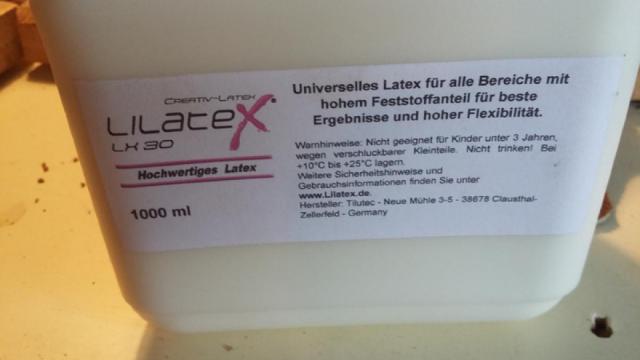 CREATIV-LATEX
LILATEX®
LX 30
Hochwertiges Latex
1000 ml
Universelles Latex für alle Bereiche mit
hohem Feststoffanteil für beste
Ergebnisse und hoher Flexibilität.
Warnhinweise: Nicht geeignet für Kinder unter 3 Jahren,
wegen verschluckbarer Kleinteile. Nicht trinken! Bei
+10°C bis +25°C lagern.
Weitere Sicherheitshinweise und
Gebrauchsinformationen finden Sie unter
www.Lilatex.de.
Hersteller: Tilutec - Neue Mühle 3-5 - 38678 Clausthal-
Zellerfeld - Germany